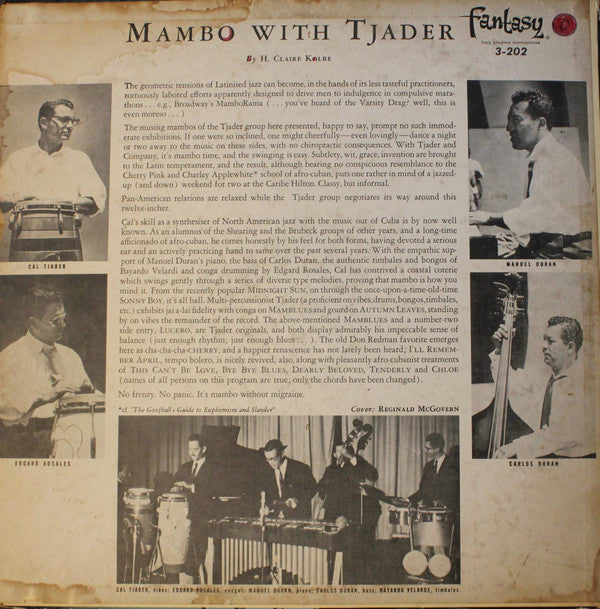 MAMBO WITH TJADER
fantasy
long playing monophonic
3-202
By H. CLAIRE KOLBE
The geometric tensions of Latinised jazz can become, in the hands of its less tasteful practitioners,
tortuously labored efforts apparently designed to drive men to indulgence in compulsive mara-
thons . . . e.g., Broadway's MamboRama ( . . . you've heard of the Varsity Drag? well, this is
even moreso . . . )
The musing mambos of the Tjader group here presented, happy to say, prompt no such immod-
erate exhibitions. If one were so inclined, one might cheerfully—even lovingly—dance a night
or two away to the music on these sides, with no chiropractic consequences. With Tjader and
Company, it's mambo time, and the swinging is easy. Subtlety, wit, grace, invention are brought
to the Latin temperament, and the result, although bearing no conspicuous resemblance to the
Cherry Pink and Charley Applewhite* school of afro-cuban, puts one rather in mind of a jazzed-
up (and down) weekend for two at the Caribe Hilton. Classy, but informal.
Pan-American relations are relaxed while the Tjader group negotiates its way around this
twelve-incher.
Cal's skill as a synthesiser of North American jazz with the music out of Cuba is by now well
known. As an alumnus of the Shearing and the Brubeck groups of other years, and a long-time
afficionado of afro-cuban, he comes honestly by his feel for both forms, having devoted a serious
ear and an actively practicing hand to same over the past several years. With the empathic sup-
port of Manuel Duran's piano, the bass of Carlos Duran, the authentic timbales and bongos of
Bayardo Velardi and conga drumming by Edgard Rosales, Cal has contrived a coastal coterie
which swings gently through a series of diverse type melodies, proving that mambo is how you
mind it. From the recently popular MIDNIGHT SUN, on through the once-upon-a-time-old-time
SONNY BOY, it's all ball. Multi-percussionist Tjader (a proficient on vibes, drums, bongos, timbales,
etc.) exhibits jai a-lai fidelity with conga on MAMBLUES and gourd on AUTUMN LEAVES, standing
by on vibes the remainder of the record. The above-mentioned MAMBLUES and a number-two
side entry, LUCERO, are Tjader originals, and both display admirably his impeccable sense of
balance (just enough rhythm; just enough blues . . . ). The old Don Redman favorite emerges
here as cha-cha-cha-CHERRY, and a happier renascence has not lately been heard; I'LL REMEM-
BER APRIL, tempo bolero, is nicely revived, also, along with pleasantly afro-cubanist treatments
of THIS CAN'T BE LOVE, BYE BYE BLUES, DEARLY BELOVED, TENDERLY and CHLOE
(names of all persons on this program are true, only the chords have been changed).
No frenzy. No panic. It's mambo without migraine.
*cf "The Goofball's Guide to Euphemism and Slander"
Cover: REGINALD MCGOVERN
CAL TJADER
MANUEL DURAN
EDGARD ROSALES
CARLOS DURAN
CAL TJADER, vibes; EDGARD ROSALES, congas; MANUEL DURAN, piano; CARLOS DURAN, bass; BAYARDO VELARDE, timbales.